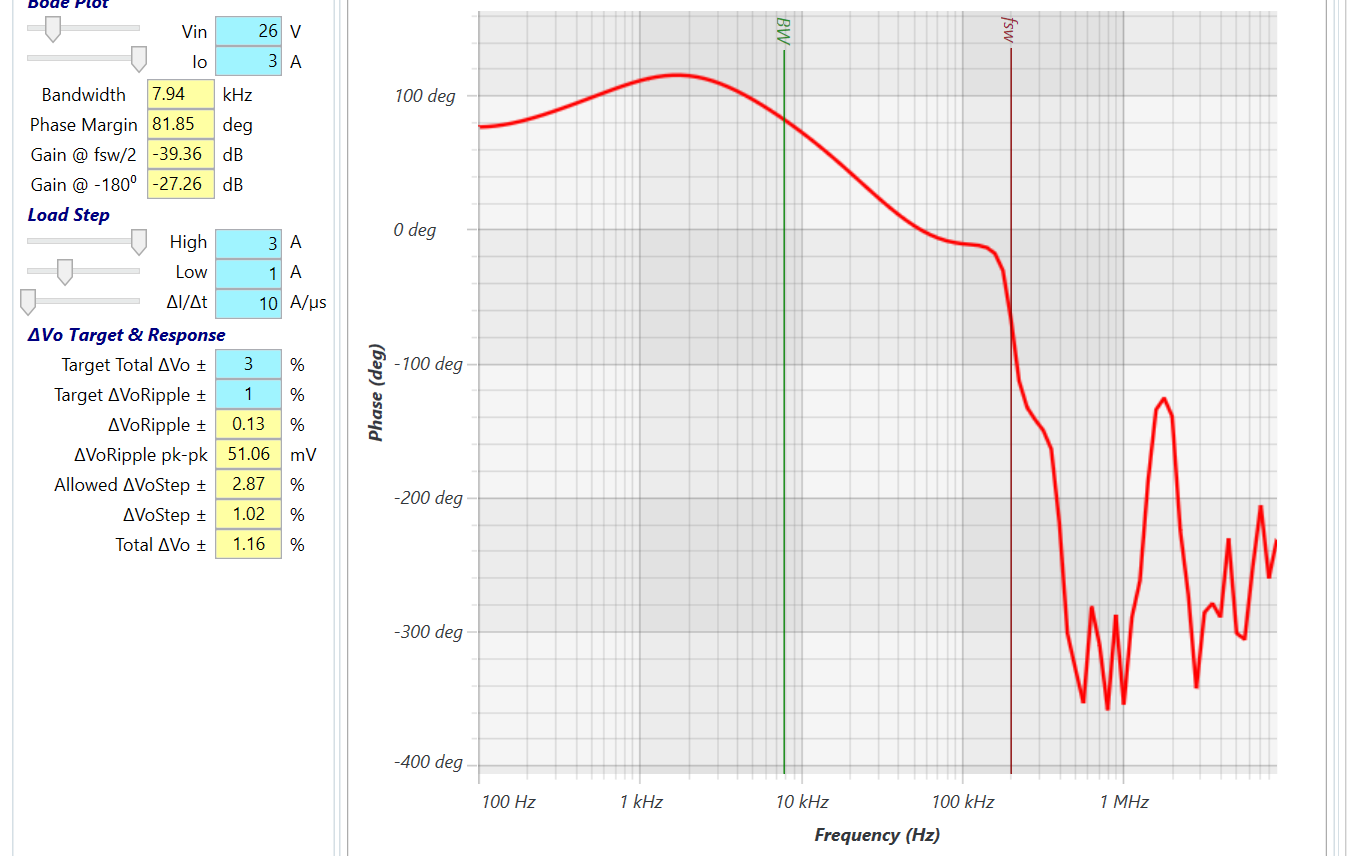 Bode Plot
Vin 26 V
Io 3 A
Bandwidth 7.94 kHz
Phase Margin 81.85 deg
Gain @ fsw/2 -39.36 dB
Gain @ -180⁰ -27.26 dB
Load Step
High 3 A
Low 1 A
ΔI/Δt 10 A/μs
ΔVo Target & Response
Target Total ΔVo ± 3 %
Target ΔVoRipple ± 1 %
ΔVoRipple ± 0.13 %
ΔVoRipple pk-pk 51.06 mV
Allowed ΔVoStep ± 2.87 %
ΔVoStep ± 1.02 %
Total ΔVo ± 1.16 %
BW
fsw
100 deg
0 deg
-100 deg
-200 deg
-300 deg
-400 deg
Phase (deg)
100 Hz 1 kHz 10 kHz 100 kHz 1 MHz
Frequency (Hz)